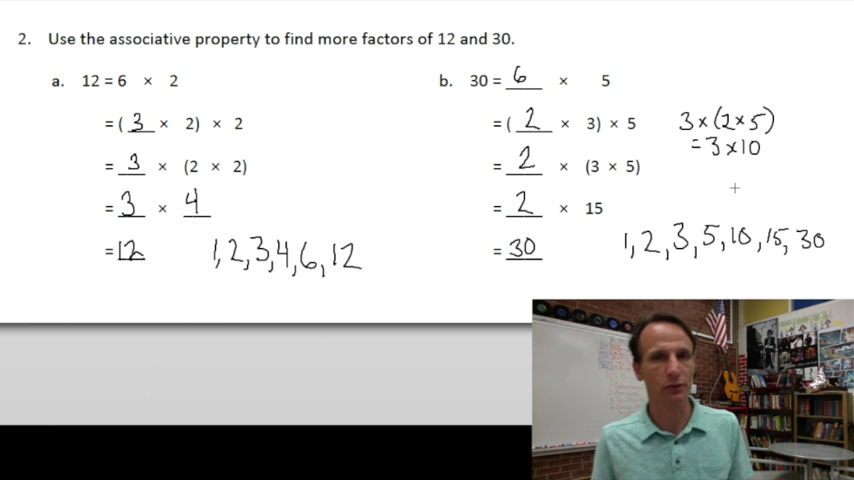 2. Use the associative property to find more factors of 12 and 30.
a. 12 = 6 × 2
= ( 3 × 2) × 2
= 3 × (2 × 2)
= 3 × 4
= 12
1, 2, 3, 4, 6, 12
b. 30 = 6 × 5
= ( 2 × 3) × 5
= 2 × (3 × 5)
= 2 × 15
= 30
3 × (2 × 5)
= 3 × 10
1, 2, 3, 5, 10, 15, 30